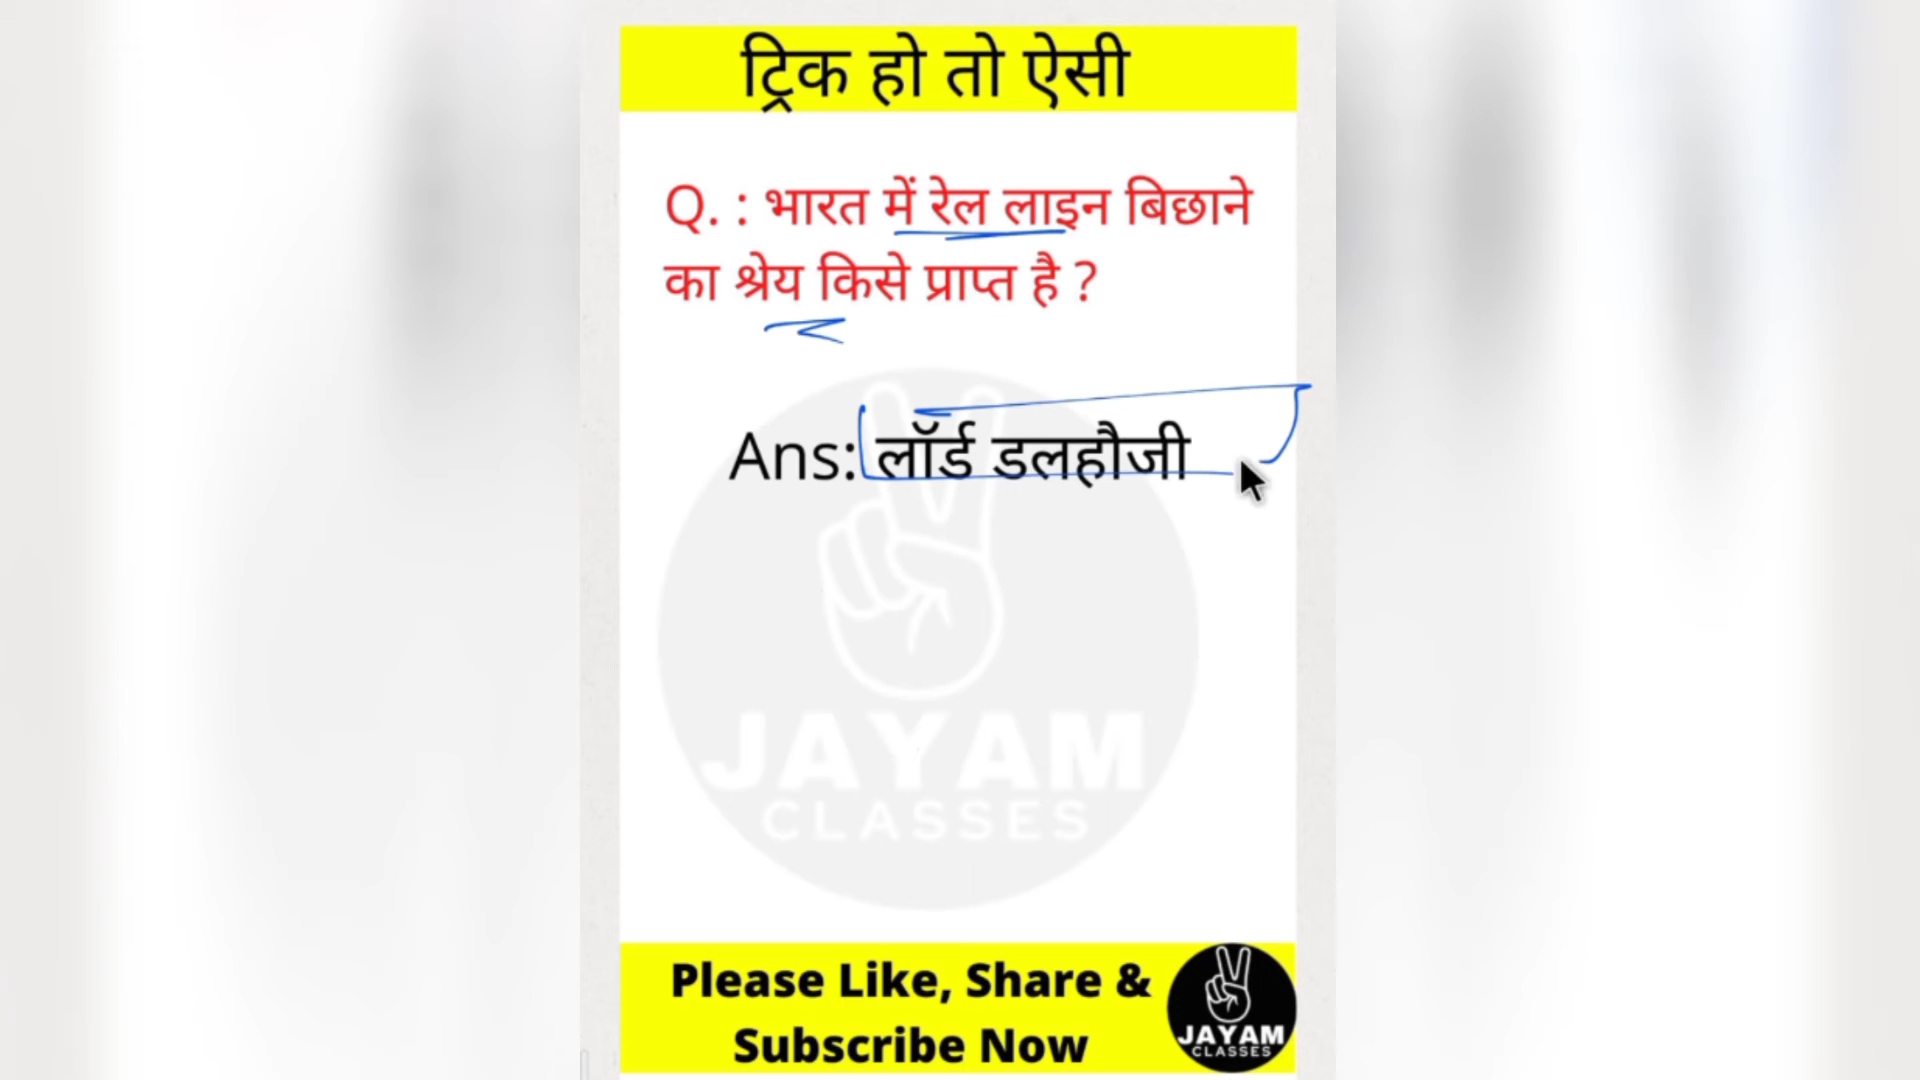 ट्रिक हो तो ऐसी
Q. : भारत में रेल लाइन बिछाने
का श्रेय किसे प्राप्त है ?
Ans: लॉर्ड डलहौजी
JAYAM
CLASSES
Please Like, Share &
Subscribe Now
JAYAM
CLASSES